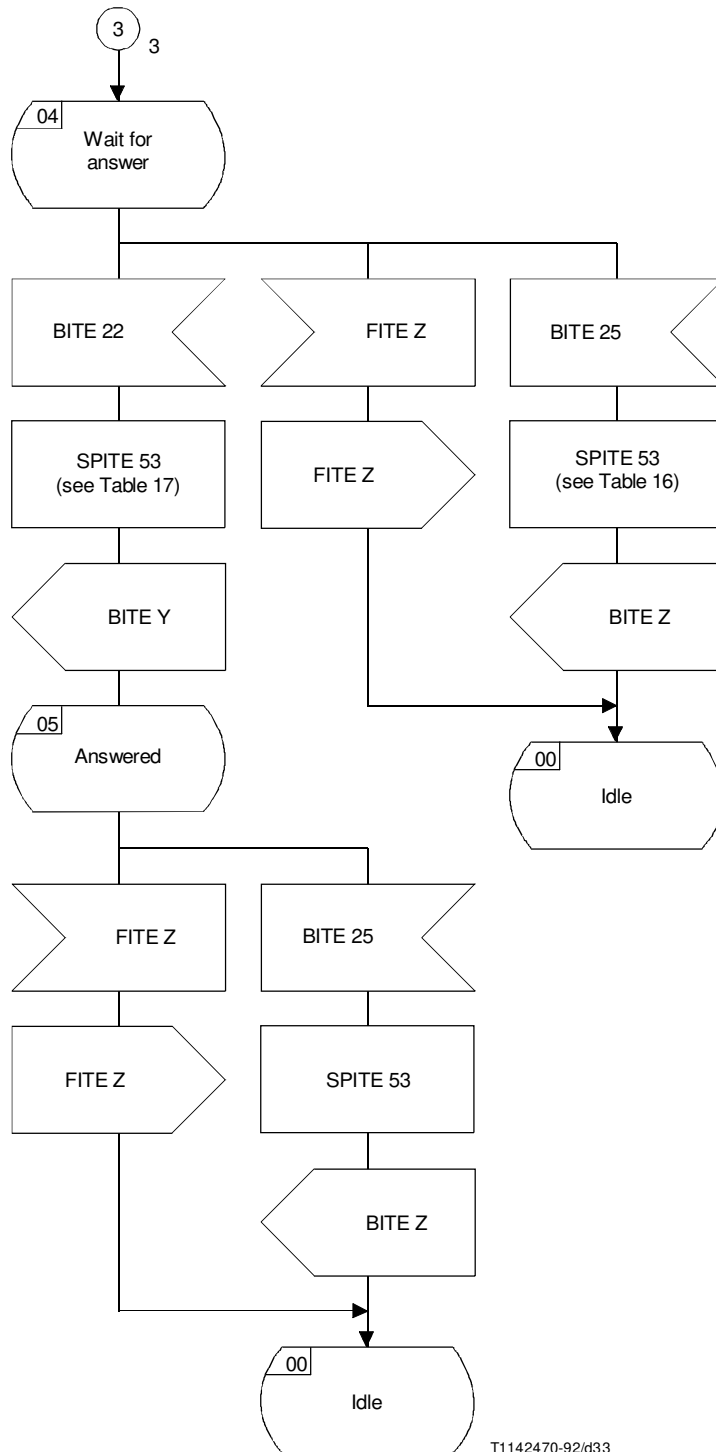 3
3
04
Wait for
answer
BITE 22
FITE Z
BITE 25
SPITE 53
(see Table 17)
FITE Z
SPITE 53
(see Table 16)
BITE Y
BITE Z
05
Answered
00
Idle
FITE Z
BITE 25
FITE Z
SPITE 53
BITE Z
00
Idle
T1142470-92/d33